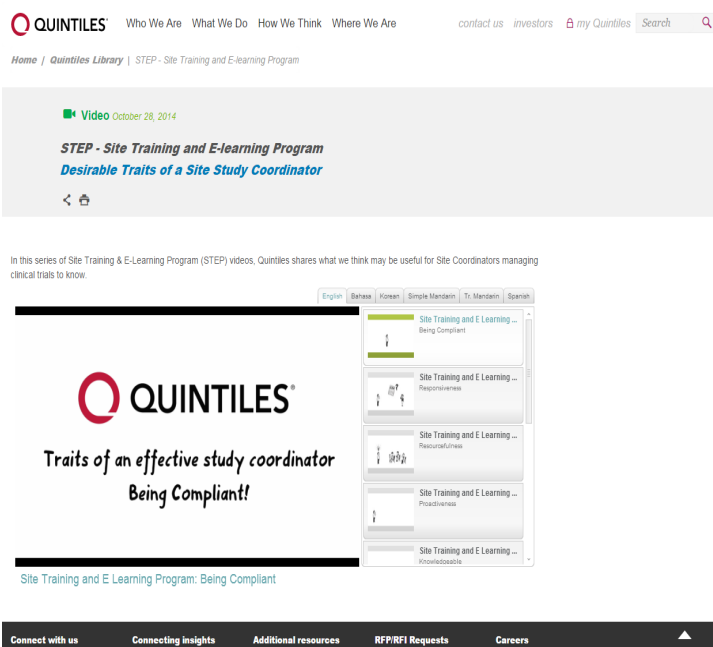 QUINTILES® Who We Are What We Do How We Think Where We Are contact us investors my Quintiles Search
Home / Quintiles Library | STEP - Site Training and E-learning Program
Video October 28, 2014
STEP - Site Training and E-learning Program
Desirable Traits of a Site Study Coordinator
In this series of Site Training & E-Learning Program (STEP) videos, Quintiles shares what we think may be useful for Site Coordinators managing
clinical trials to know.
English Bahasa Korean Simple Mandarin Tr. Mandarin Spanish
QUINTILES®
Traits of an effective study coordinator
Being Compliant!
Site Training and E Learning ...
Being Compliant
Site Training and E Learning ...
Responsiveness
Site Training and E Learning ...
Resourcefulness
Site Training and E Learning ...
Proactiveness
Site Training and E Learning ...
Knowledgeable
Site Training and E Learning Program: Being Compliant
Connect with us Connecting insights Additional resources RFP/RFI Requests Careers